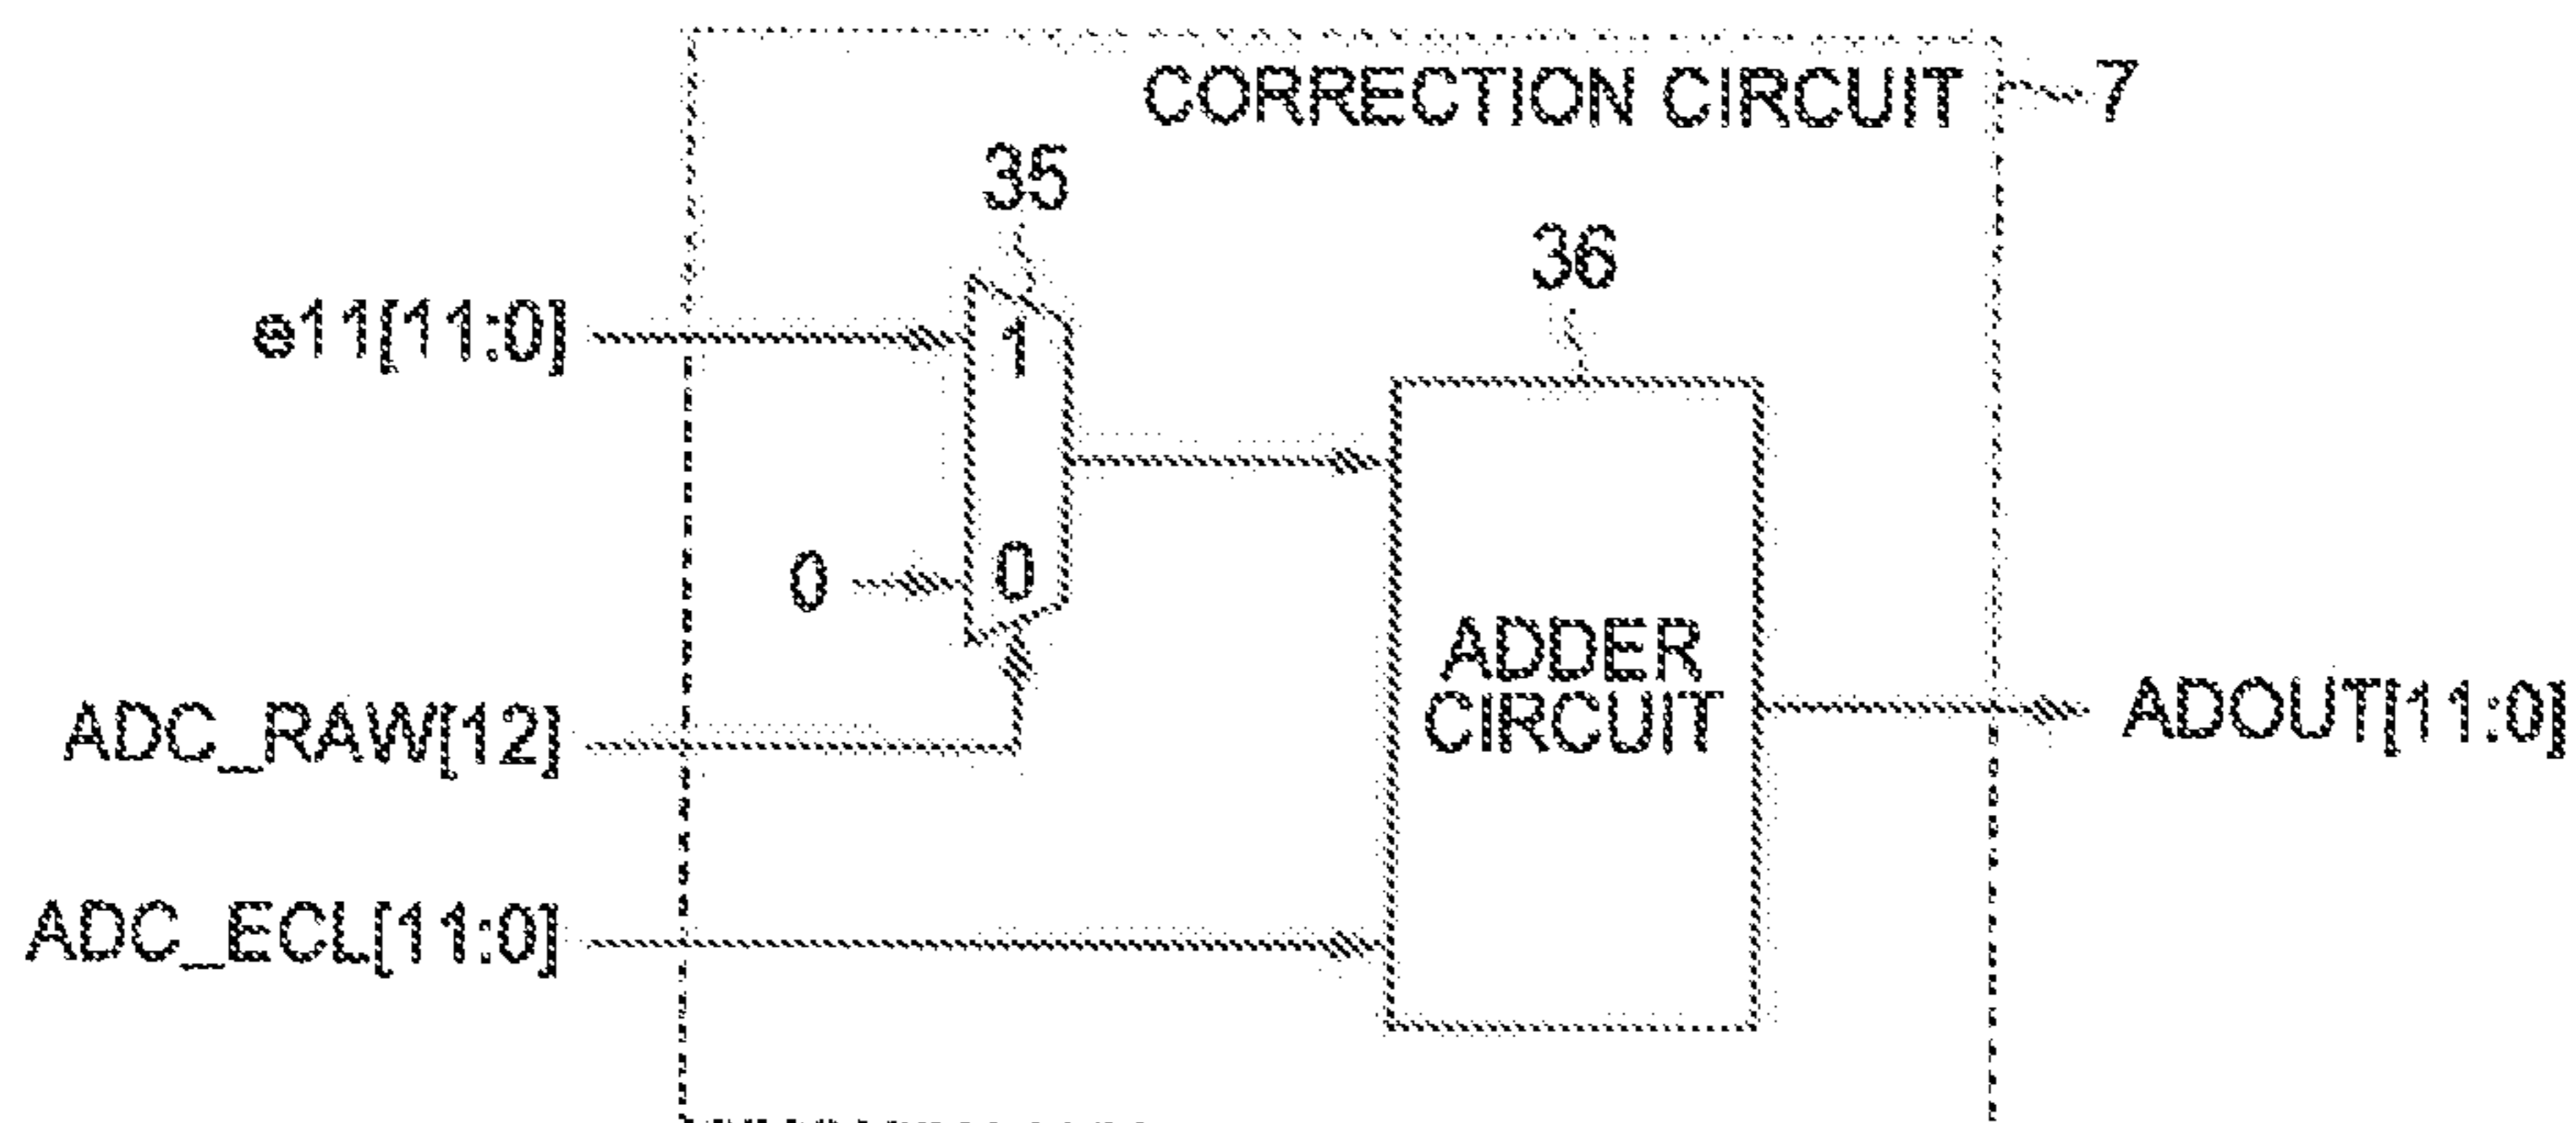 CORRECTION CIRCUIT
7
35
36
e11[11:0]
1
0
0
ADDER
CIRCUIT
ADC_RAW[12]
ADOUT[11:0]
ADC_ECL[11:0]